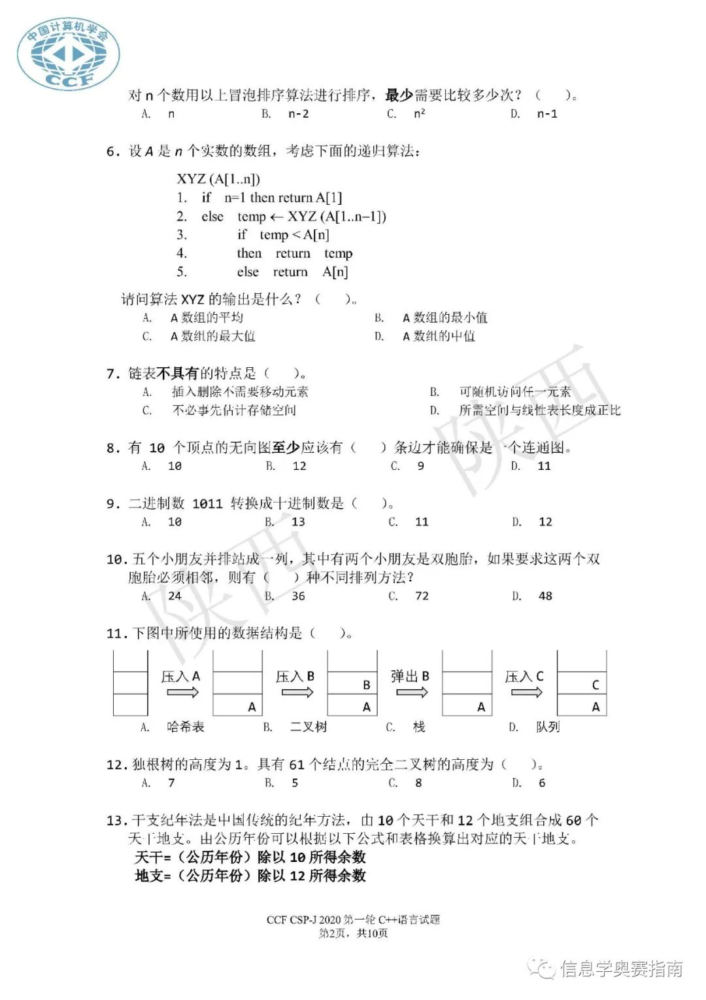 中国计算机学会
CCF
对 n 个数用以上冒泡排序算法进行排序，最少需要比较多少次？（    ）。
A. n    B. n-2    C. n²    D. n-1
6. 设 A 是 n 个实数的数组，考虑下面的递归算法：
XYZ (A[1..n])
1. if n=1 then return A[1]
2. else temp ← XYZ (A[1..n–1])
3. if temp < A[n]
4. then return temp
5. else return A[n]
请问算法 XYZ 的输出是什么？（    ）。
A. A 数组的平均    B. A 数组的最小值
C. A 数组的最大值    D. A 数组的中值
7. 链表不具有的特点是（    ）。
A. 插入删除不需要移动元素    B. 可随机访问任一元素
C. 不必事先估计存储空间    D. 所需空间与线性表长度成正比
8. 有 10 个顶点的无向图至少应该有（    ）条边才能确保是一个连通图。
A. 10    B. 12    C. 9    D. 11
9. 二进制数 1011 转换成十进制数是（    ）。
A. 10    B. 13    C. 11    D. 12
10. 五个小朋友并排站成一列，其中有两个小朋友是双胞胎，如果要求这两个双
胞胎必须相邻，则有（    ）种不同排列方法？
A. 24    B. 36    C. 72    D. 48
11. 下图中所使用的数据结构是（    ）。
压入 A    压入 B    弹出 B    压入 C
B    C
A    A    A    A
A. 哈希表    B. 二叉树    C. 栈    D. 队列
12. 独根树的高度为 1。具有 61 个结点的完全二叉树的高度为（    ）。
A. 7    B. 5    C. 8    D. 6
13. 干支纪年法是中国传统的纪年方法，由 10 个天干和 12 个地支组合成 60 个
天干地支。由公历年份可以根据以下公式和表格换算出对应的天干地支。
天干=（公历年份）除以 10 所得余数
地支=（公历年份）除以 12 所得余数
陕西
陕西
CCF CSP-J 2020 第一轮 C++语言试题
第2页，共10页
信息学奥赛指南